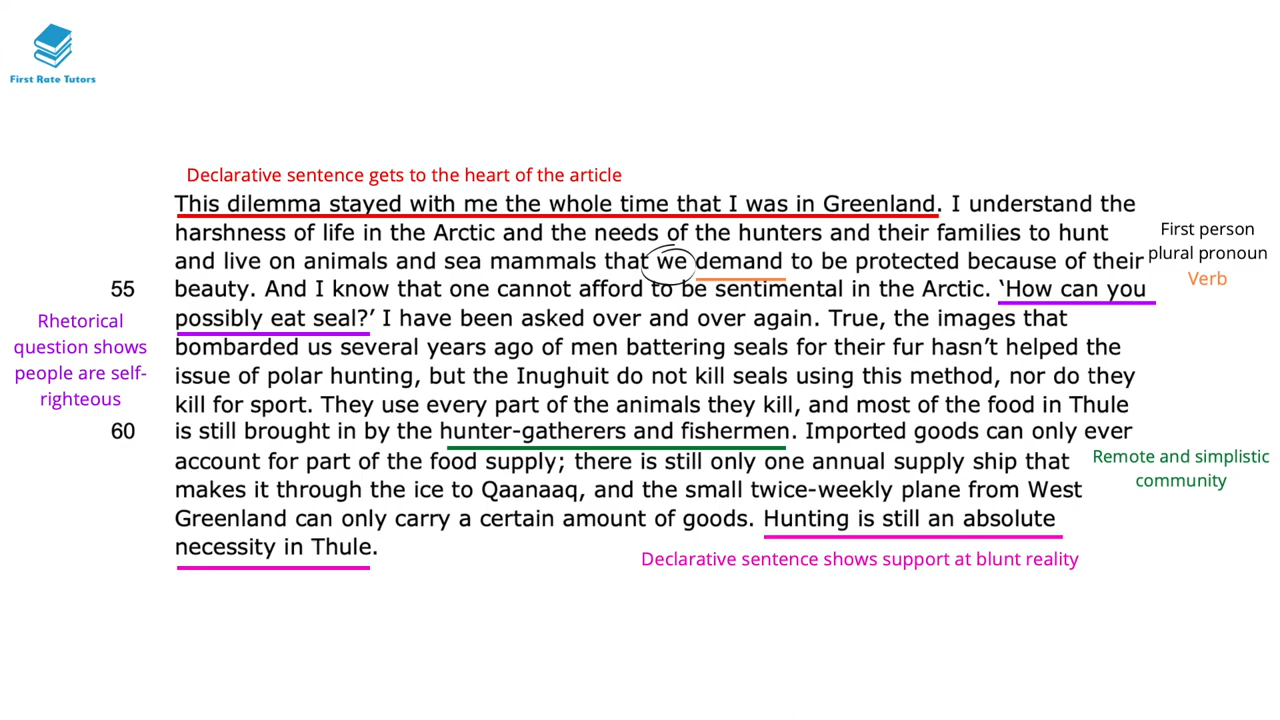 First Rate Tutors
Declarative sentence gets to the heart of the article
This dilemma stayed with me the whole time that I was in Greenland. I understand the
harshness of life in the Arctic and the needs of the hunters and their families to hunt
and live on animals and sea mammals that we demand to be protected because of their
55 beauty. And I know that one cannot afford to be sentimental in the Arctic. ‘How can you
possibly eat seal?’ I have been asked over and over again. True, the images that
bombarded us several years ago of men battering seals for their fur hasn’t helped the
issue of polar hunting, but the Inughuit do not kill seals using this method, nor do they
kill for sport. They use every part of the animals they kill, and most of the food in Thule
60 is still brought in by the hunter-gatherers and fishermen. Imported goods can only ever
account for part of the food supply; there is still only one annual supply ship that
makes it through the ice to Qaanaaq, and the small twice-weekly plane from West
Greenland can only carry a certain amount of goods. Hunting is still an absolute
necessity in Thule.
First person
plural pronoun
Verb
Rhetorical
question shows
people are self-
righteous
Remote and simplistic
community
Declarative sentence shows support at blunt reality